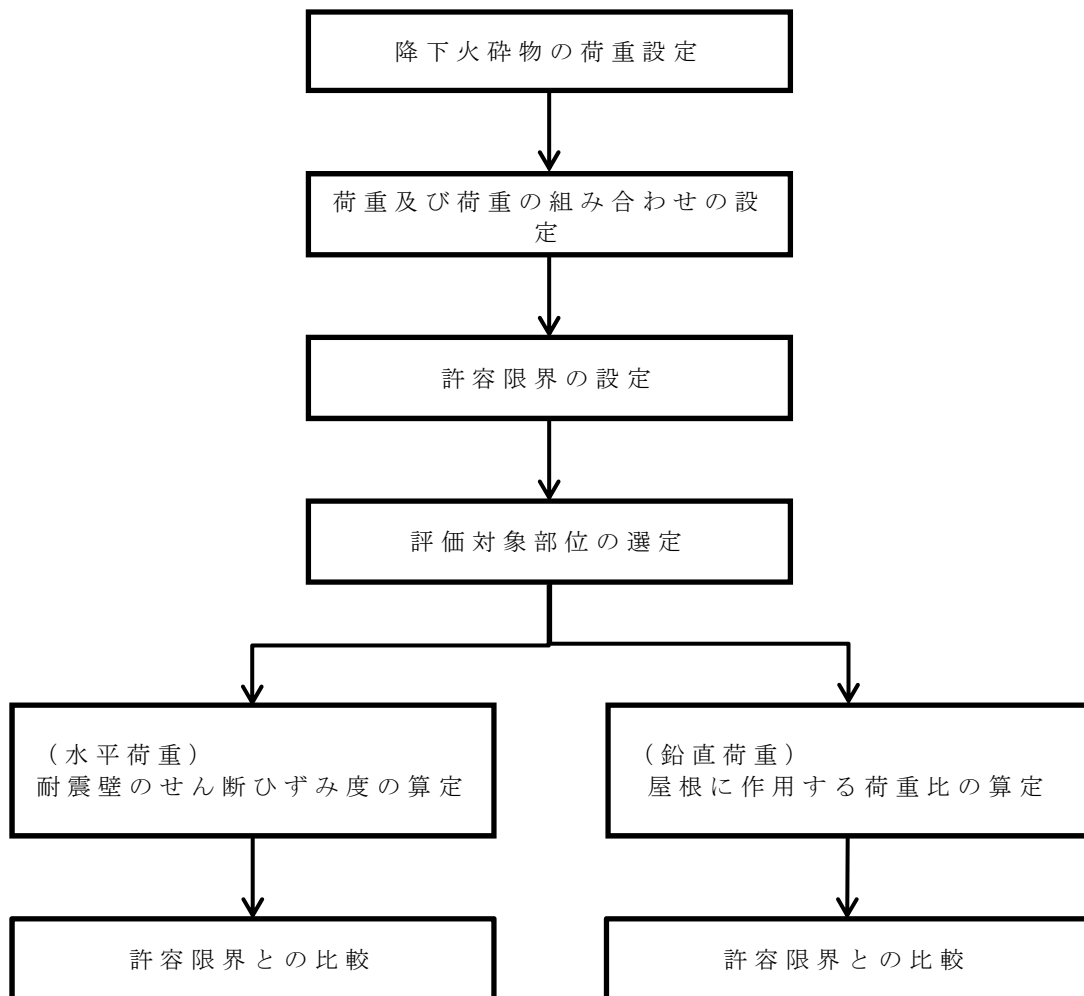 降下火砕物の荷重設定
荷重及び荷重の組み合わせの設
定
許容限界の設定
評価対象部位の選定
(水平荷重)
耐震壁のせん断ひずみ度の算定
(鉛直荷重)
屋根に作用する荷重比の算定
許容限界との比較
許容限界との比較